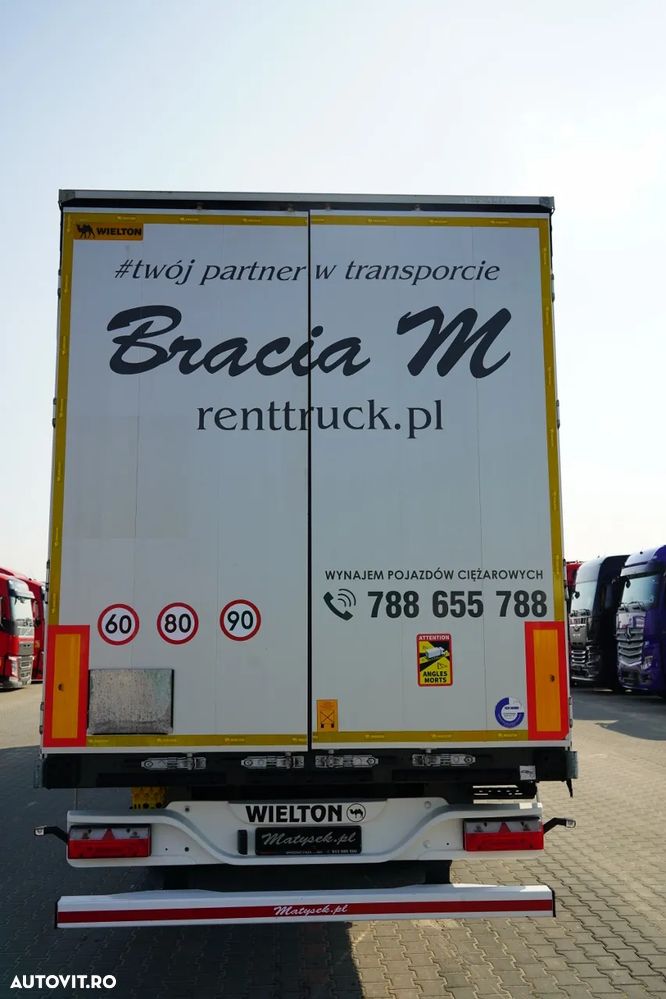 WIELTON
#twój partner w transporcie
Bracia M
renttruck.pl
WYNAJEM POJAZDÓW CIĘŻAROWYCH
788 655 788
60 80 90
ATTENTION
ANGLES
MORTS
WIELTON
Matysek.pl
Matysek.pl
AUTOVIT.RO